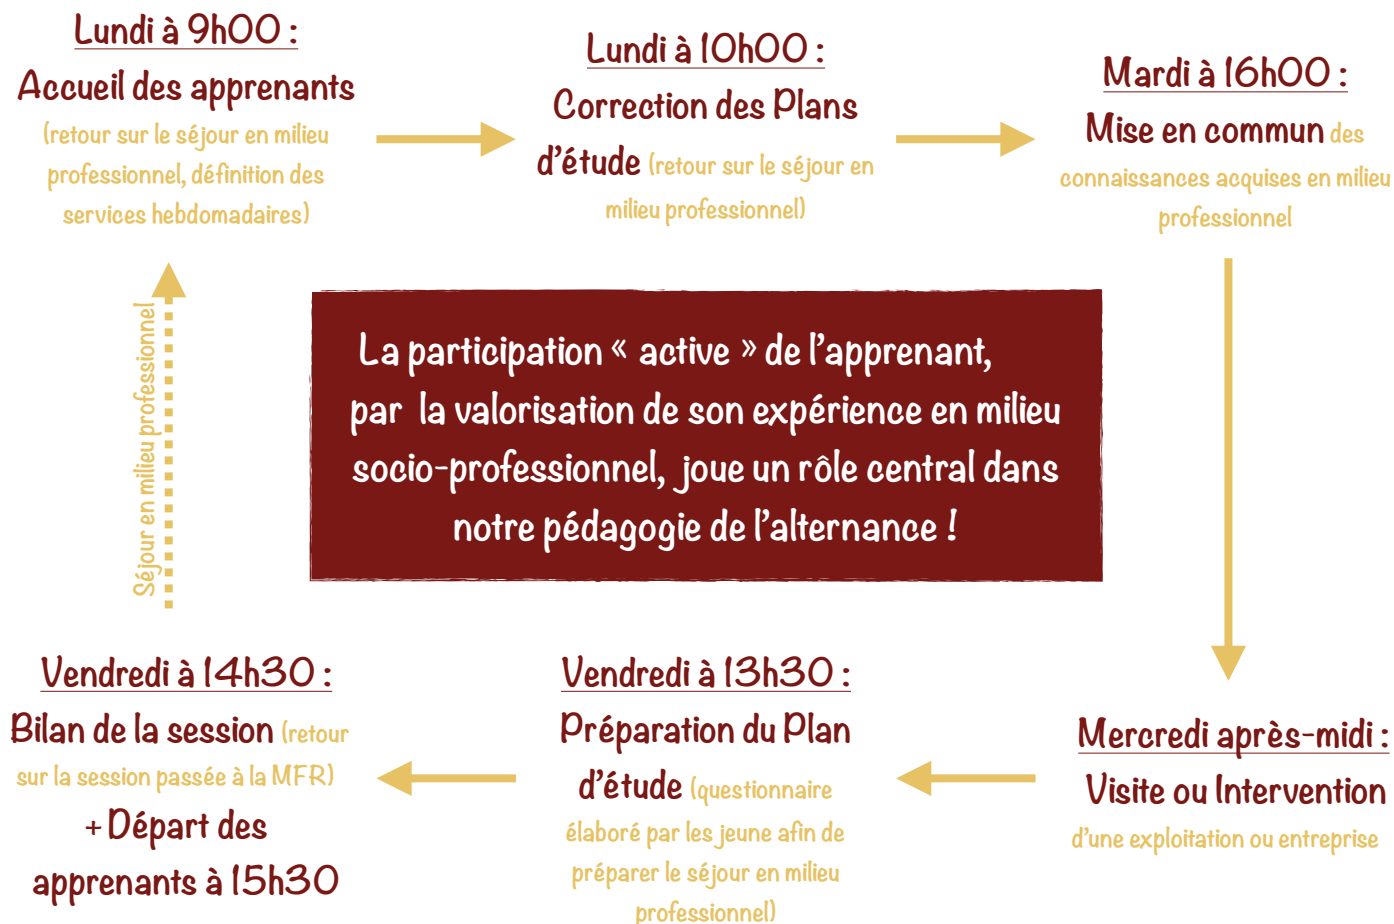 Lundi à 9h00 :
Accueil des apprenants
(retour sur le séjour en milieu
professionnel, définition des
services hebdomadaires)
Lundi à 10h00 :
Correction des Plans
d'étude (retour sur le séjour en
milieu professionnel)
Mardi à 16h00 :
Mise en commun des
connaissances acquises en milieu
professionnel
Séjour en milieu professionnel
La participation « active » de l'apprenant,
par la valorisation de son expérience en milieu
socio-professionnel, joue un rôle central dans
notre pédagogie de l'alternance !
Vendredi à 14h30 :
Bilan de la session (retour
sur la session passée à la MFR)
+ Départ des
apprenants à 15h30
Vendredi à 13h30 :
Préparation du Plan
d'étude (questionnaire
élaboré par les jeune afin de
préparer le séjour en milieu
professionnel)
Mercredi après-midi :
Visite ou Intervention
d'une exploitation ou entreprise